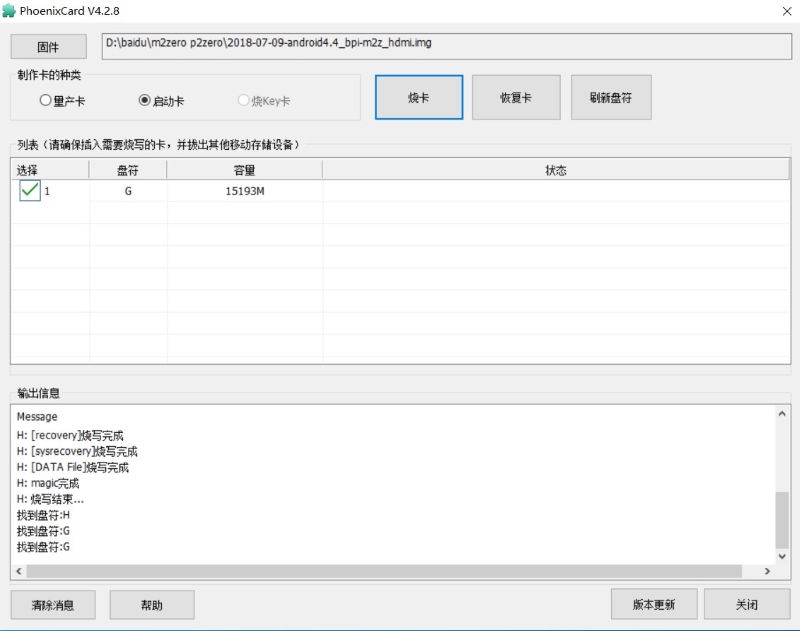 PhoenixCard V4.2.8
固件
D:\baidu\m2zero p2zero\2018-07-09-android4.4_bpi-m2z_hdmi.img
制作卡的种类
量产卡 启动卡 烧Key卡
烧卡 恢复卡 刷新盘符
列表（请确保插入需要烧写的卡，并拔出其他移动存储设备）
选择 盘符 容量 状态
1 G 15193M
输出信息
Message
H: [recovery]烧写完成
H: [sysrecovery]烧写完成
H: [DATA File]烧写完成
H: magic完成
H: 烧写结束...
找到盘符:H
找到盘符:G
找到盘符:G
清除消息 帮助 版本更新 关闭